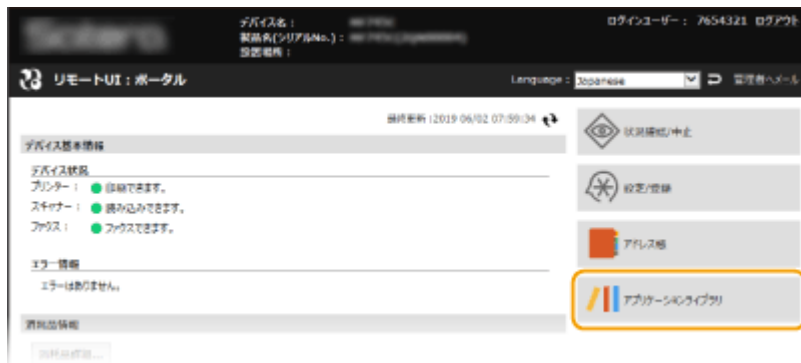 デバイス名：
製品名(シリアルNo.)：
設置場所：
ログインユーザー： 7654321 ログアウト
リモートUI：ポータル
Language： Japanese 管理者へメール
最終更新：2019 06/02 07:59:34
デバイス基本情報
デバイス状況
プリンター： 印刷できます。
スキャナー： 読み込みできます。
ファクス： ファクスできます。
エラー情報
エラーはありません。
消耗品情報
状況確認/中止
設定/登録
アドレス帳
アプリケーションライブラリ